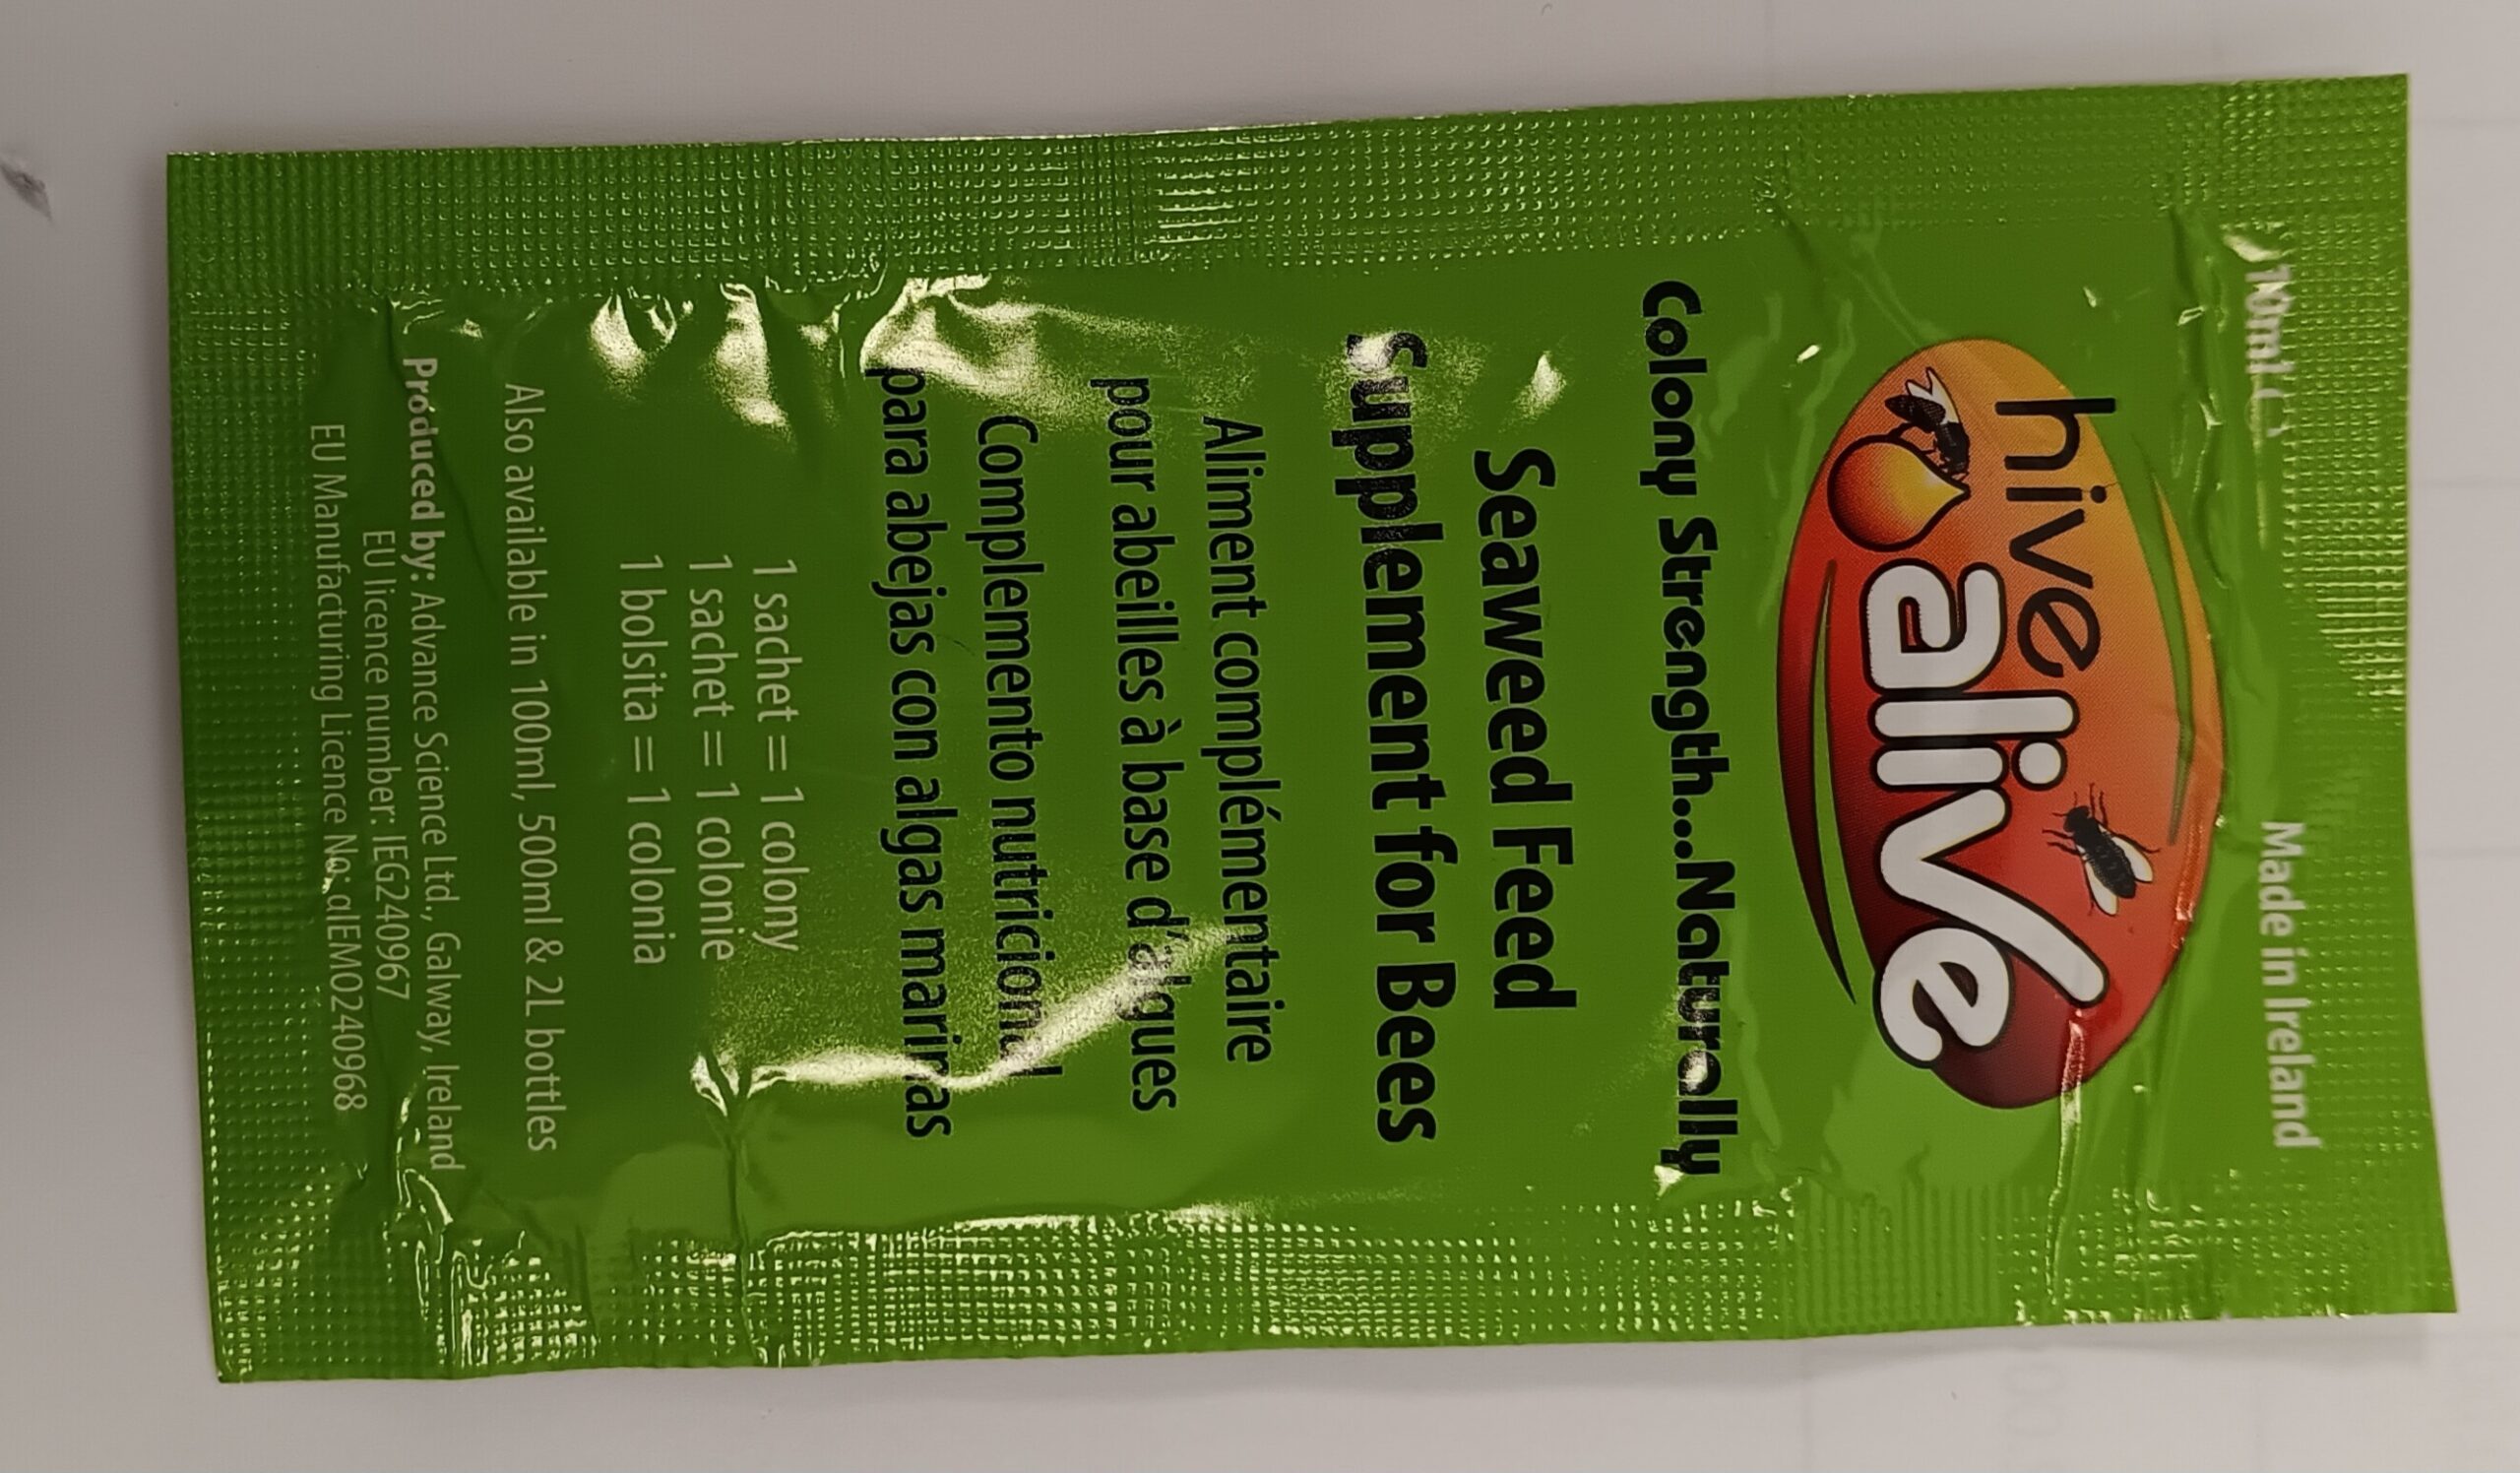 10ml e Made in Ireland
hive
alive
Colony Strength...Naturally
Seaweed Feed
Supplement for Bees
Aliment complémentaire
pour abeilles à base d'algues
Complemento nutricional
para abejas con algas marinas
1 sachet = 1 colony
1 sachet = 1 colonie
1 bolsita = 1 colonia
Also available in 100ml, 500ml & 2L bottles
Produced by: Advance Science Ltd., Galway, Ireland
EU licence number: IEG240967
EU Manufacturing Licence No: αIEM0240968